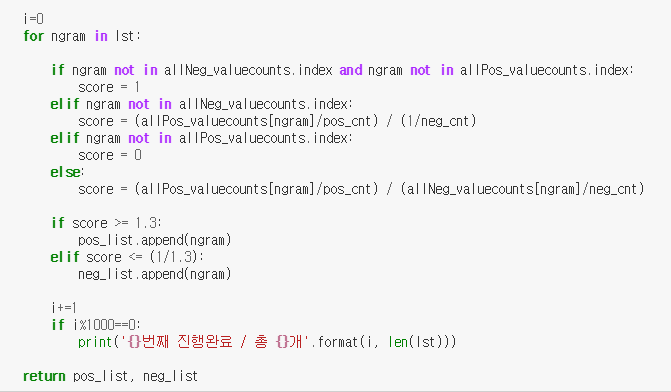 i=0
for ngram in lst:
if ngram not in allNeg_valuecounts.index and ngram not in allPos_valuecounts.index:
score = 1
elif ngram not in allNeg_valuecounts.index:
score = (allPos_valuecounts[ngram]/pos_cnt) / (1/neg_cnt)
elif ngram not in allPos_valuecounts.index:
score = 0
else:
score = (allPos_valuecounts[ngram]/pos_cnt) / (allNeg_valuecounts[ngram]/neg_cnt)
if score >= 1.3:
pos_list.append(ngram)
elif score <= (1/1.3):
neg_list.append(ngram)
i+=1
if i%1000==0:
print('{}번째 진행완료 / 총 {}개'.format(i, len(lst)))
return pos_list, neg_list